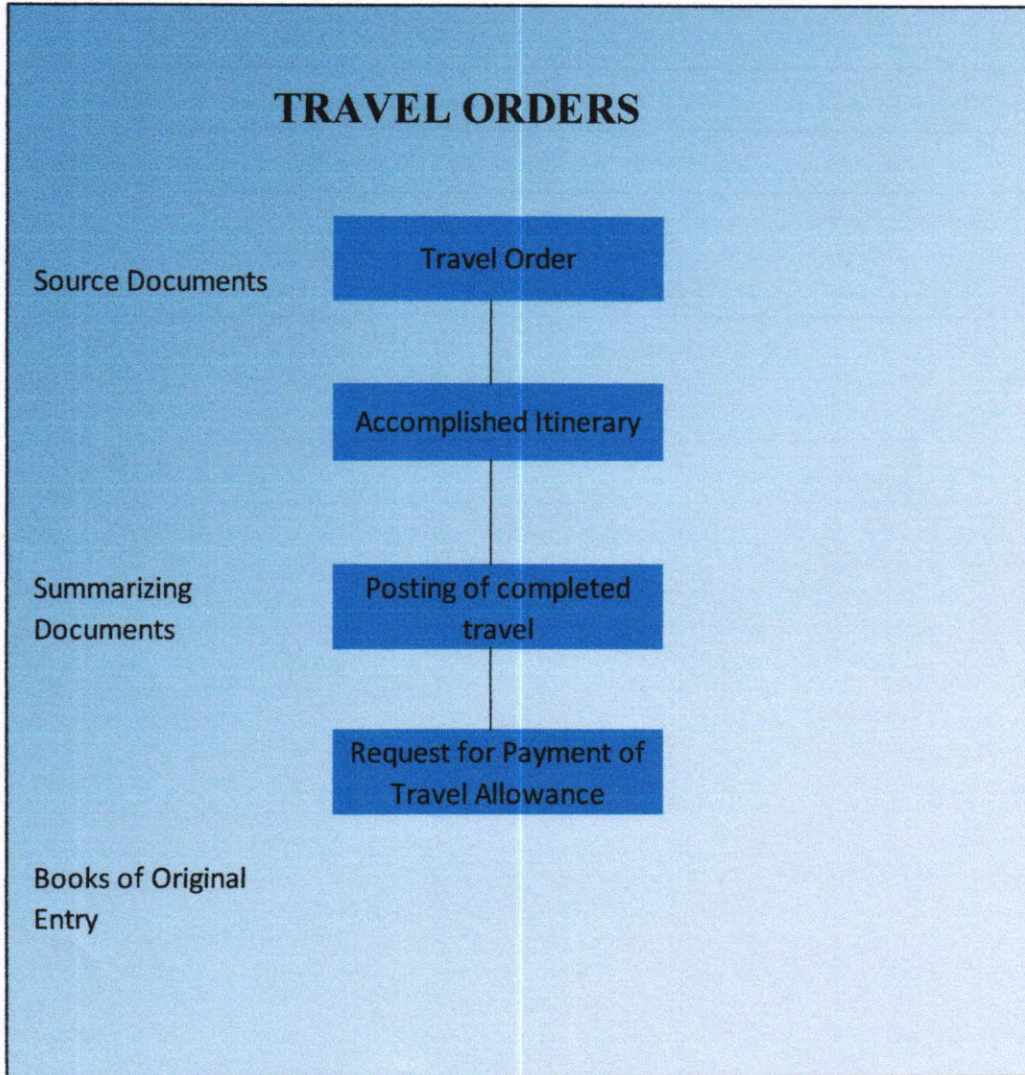 TRAVEL ORDERS
Travel Order
Source Documents
Accomplished Itinerary
Summarizing
Documents
Posting of completed
travel
Request for Payment of
Travel Allowance
Books of Original
Entry